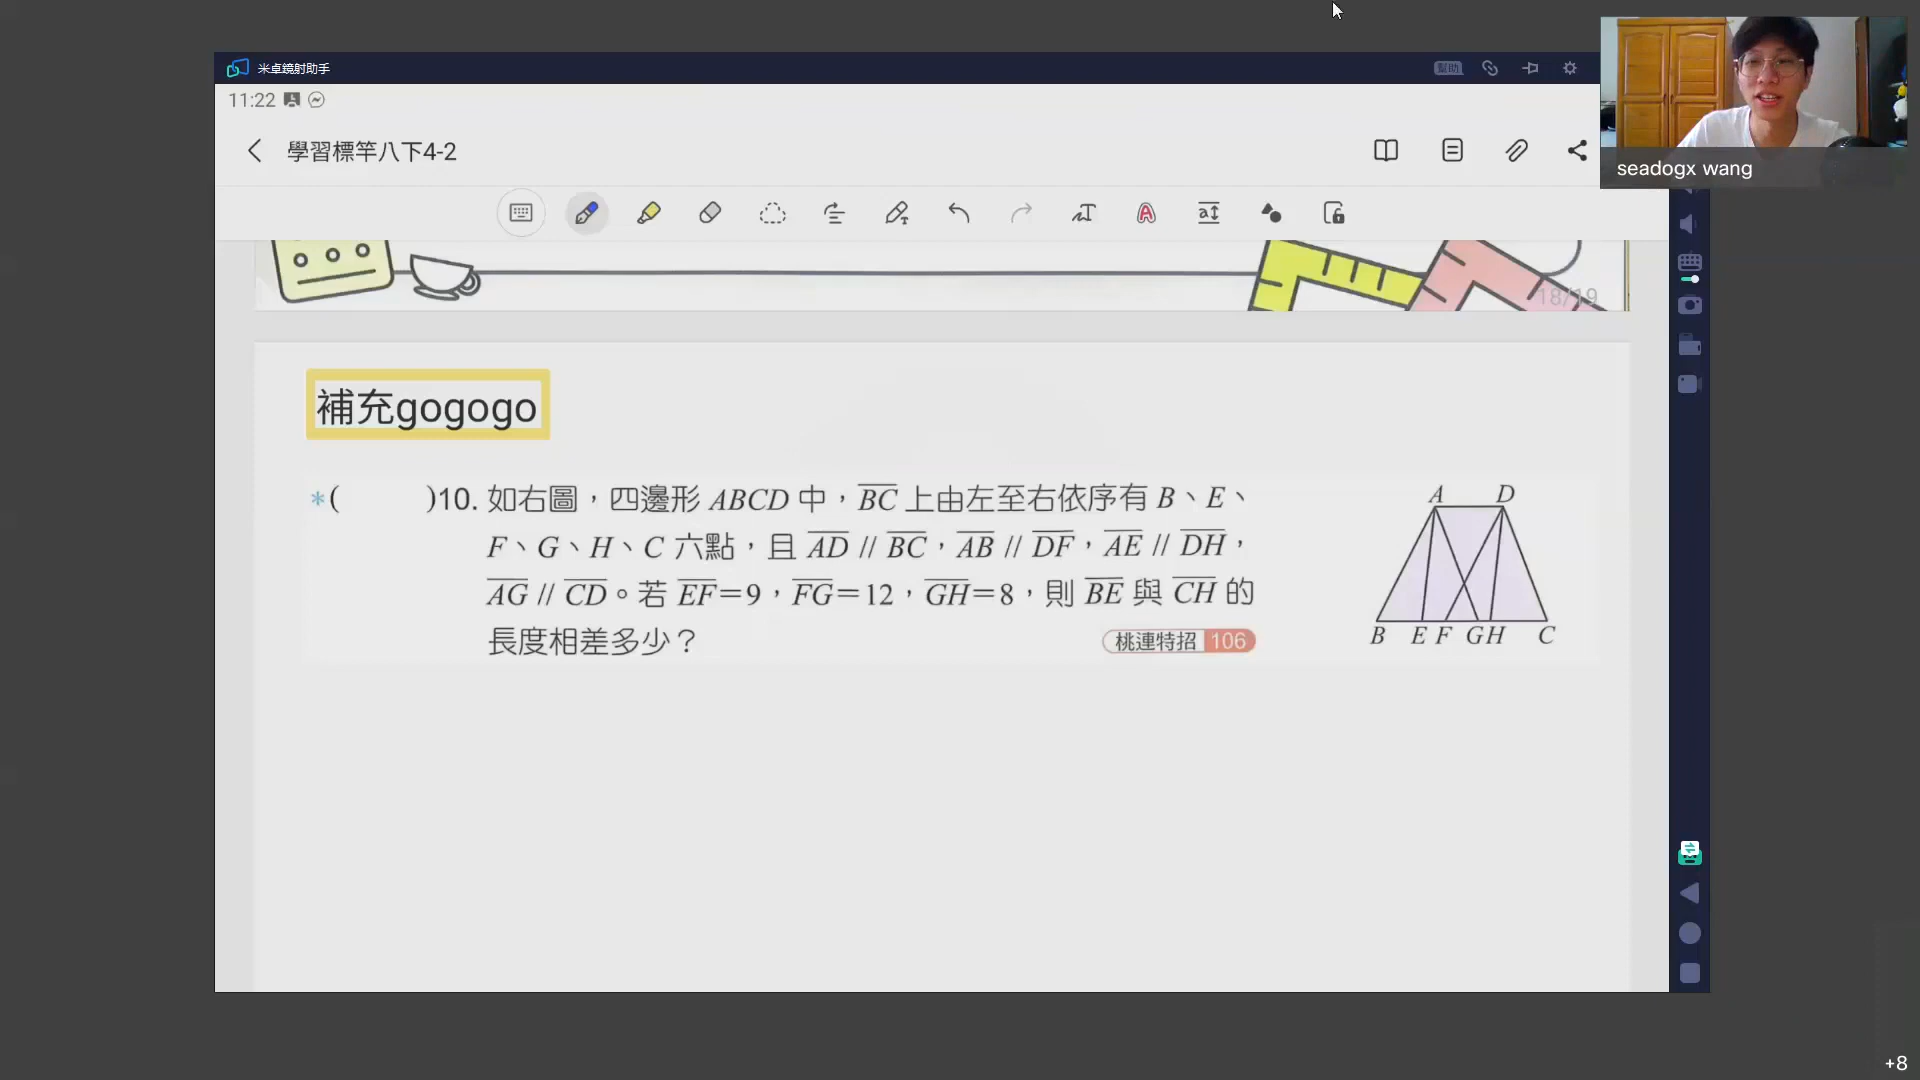 米卓鏡射助手
幫助
11:22
學習標竿八下4-2
seadogx wang
18/19
補充gogogo
*( )10. 如右圖，四邊形 ABCD 中，BC 上由左至右依序有 B、E、
F、G、H、C 六點，且 AD // BC，AB // DF，AE // DH，
AG // CD。若 EF＝9，FG＝12，GH＝8，則 BE 與 CH 的
長度相差多少？
桃連特招 106
A D
B E F G H C
+8